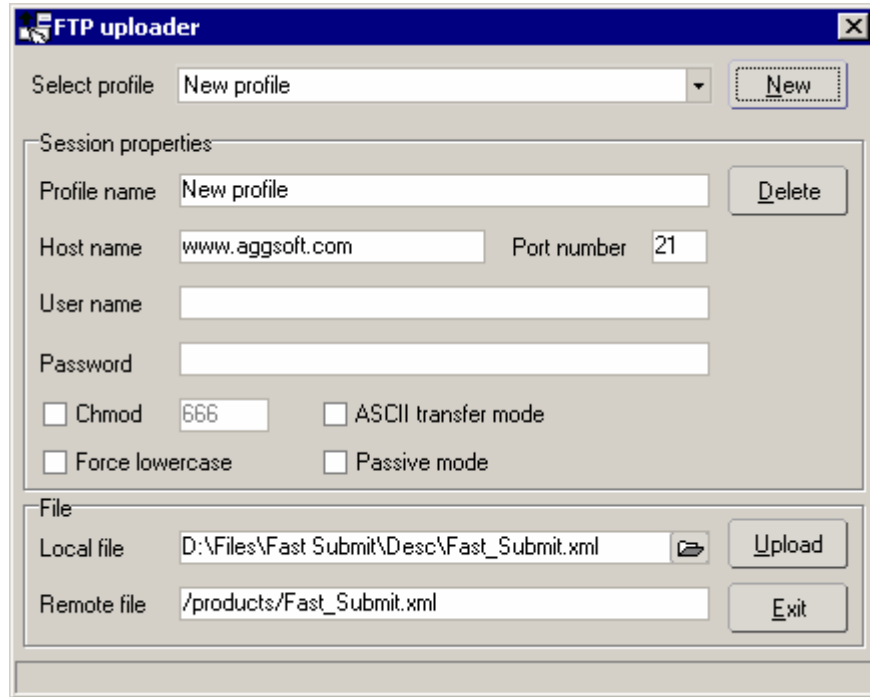 FTP uploader
Select profile New profile New
Session properties
Profile name New profile Delete
Host name www.aggsoft.com Port number 21
User name
Password
Chmod 666 ASCII transfer mode
Force lowercase Passive mode
File
Local file D:\Files\Fast Submit\Desc\Fast_Submit.xml Upload
Remote file /products/Fast_Submit.xml Exit